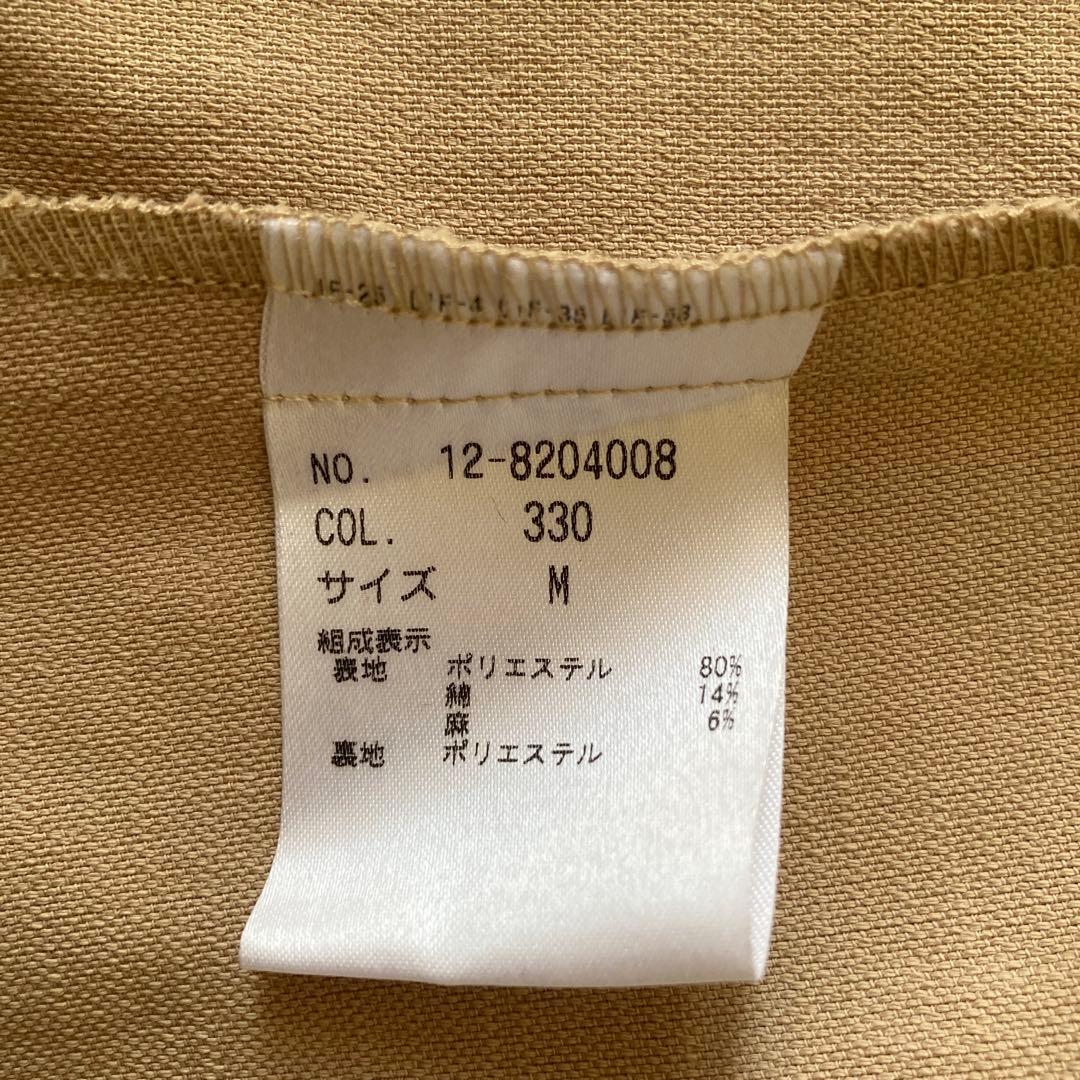 NO. 12-8204008
COL. 330
サイズ M
組成表示
表地 ポリエステル 80%
綿 14%
麻 6%
裏地 ポリエステル